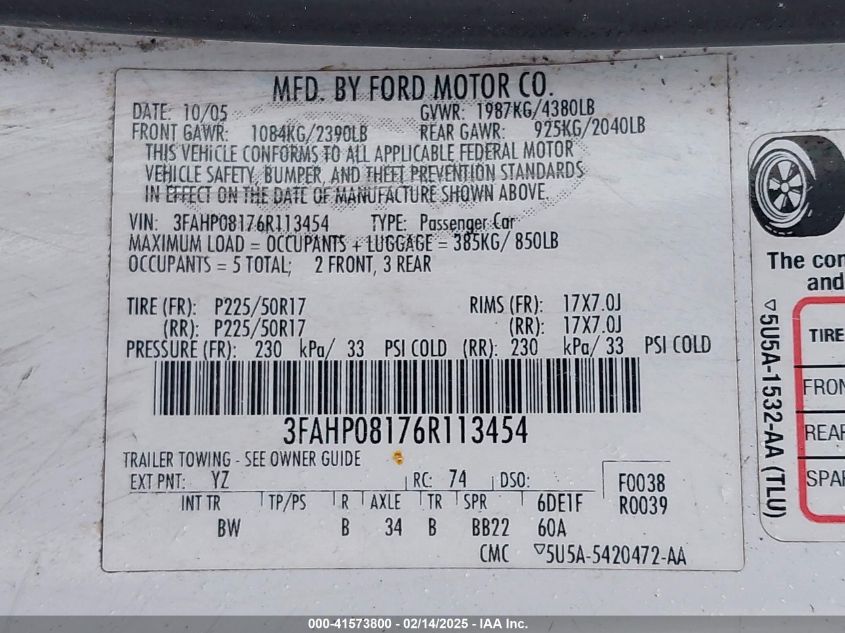 MFD. BY FORD MOTOR CO.
DATE: 10/05 GVWR: 1987KG/4380LB
FRONT GAWR: 1084KG/2390LB REAR GAWR: 925KG/2040LB
THIS VEHICLE CONFORMS TO ALL APPLICABLE FEDERAL MOTOR
VEHICLE SAFETY, BUMPER, AND THEFT PREVENTION STANDARDS
IN EFFECT ON THE DATE OF MANUFACTURE SHOWN ABOVE.
VIN: 3FAHP08176R113454 TYPE: Passenger Car
MAXIMUM LOAD = OCCUPANTS + LUGGAGE = 385KG/ 850LB
OCCUPANTS = 5 TOTAL; 2 FRONT, 3 REAR
TIRE (FR): P225/50R17 RIMS (FR): 17X7.0J
(RR): P225/50R17 (RR): 17X7.0J
PRESSURE (FR): 230 kPa/ 33 PSI COLD (RR): 230 kPa/ 33 PSI COLD
3FAHP08176R113454
TRAILER TOWING - SEE OWNER GUIDE
EXT PNT: YZ RC: 74 DSO: F0038
INT TR TP/PS R AXLE TR SPR 6DE1F R0039
BW B 34 B BB22 60A
CMC ▽5U5A-5420472-AA
The con
and
▽5U5A-1532-AA (TLU)
TIRE
FRON
REAR
SPAR
000-41573800 - 02/14/2025 - IAA Inc.